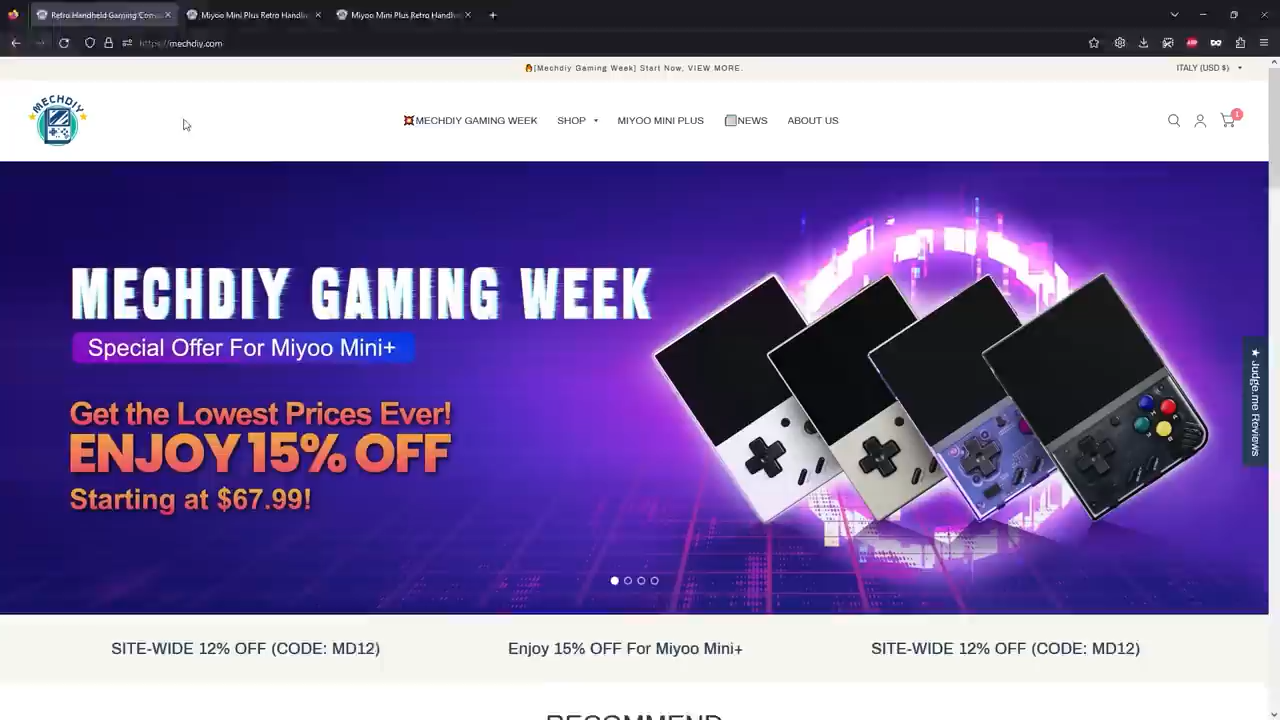 Retro Handheld Gaming Con
Miyoo Mini Plus Retro Handhe
Miyoo Mini Plus Retro Handhe
https://mechdiy.com
[Mechdiy Gaming Week] Start Now, VIEW MORE.
ITALY (USD $)
MECHDIY
MECHDIY GAMING WEEK
SHOP
MIYOO MINI PLUS
NEWS
ABOUT US
1
MECHDIY GAMING WEEK
Special Offer For Miyoo Mini+
Get the Lowest Prices Ever!
ENJOY 15% OFF
Starting at $67.99!
★ Judge.me Reviews
SITE-WIDE 12% OFF (CODE: MD12)
Enjoy 15% OFF For Miyoo Mini+
SITE-WIDE 12% OFF (CODE: MD12)
RECOMMEND